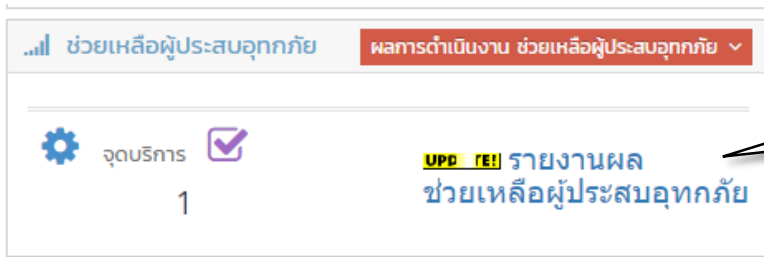 ช่วยเหลือผู้ประสบอุทกภัย
ผลการดำเนินงาน ช่วยเหลือผู้ประสบอุทกภัย
จุดบริการ
1
รายงานผล
ช่วยเหลือผู้ประสบอุทกภัย